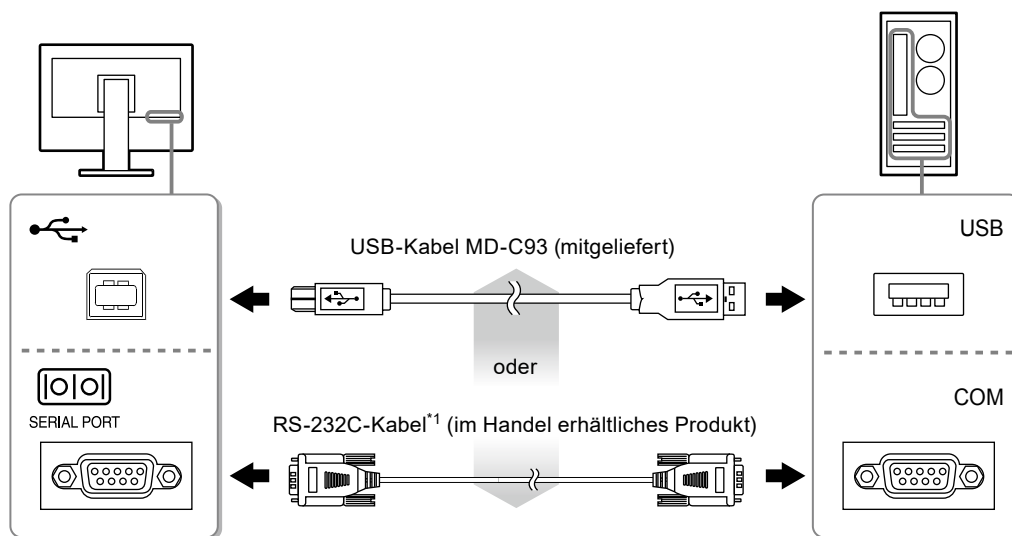 USB-Kabel MD-C93 (mitgeliefert)
USB
oder
SERIAL PORT
COM
RS-232C-Kabel*1 (im Handel erhältliches Produkt)